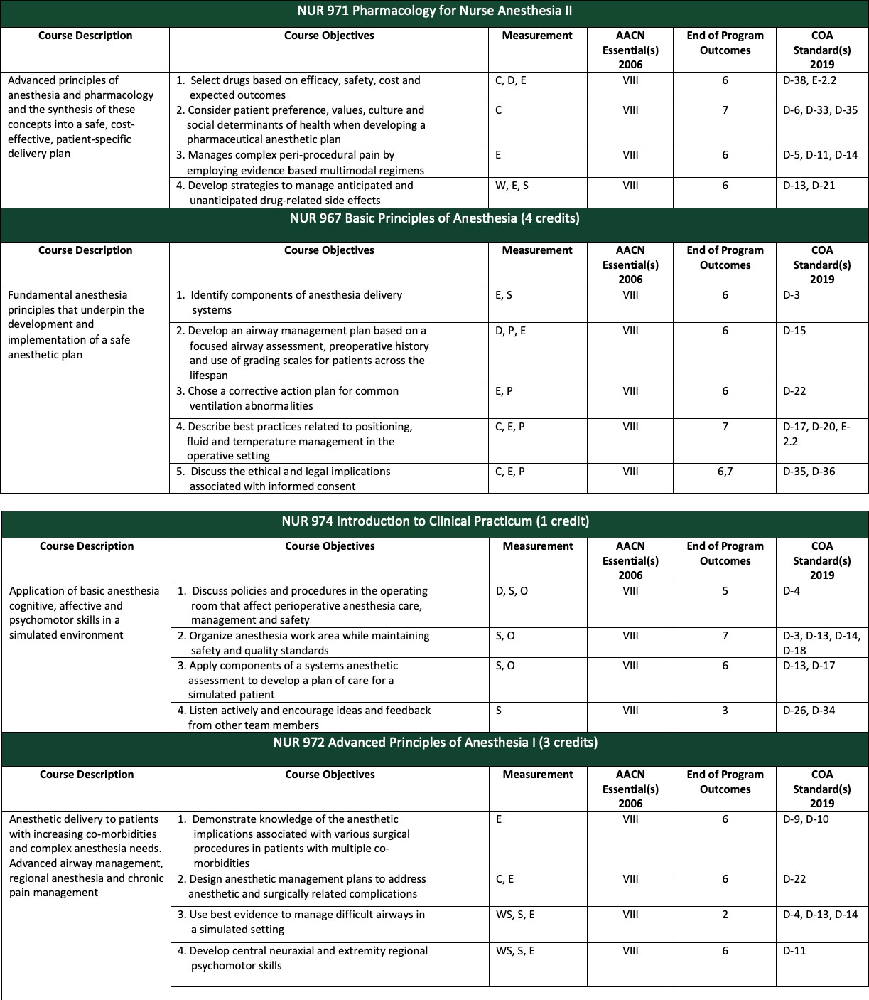 NUR 971 Pharmacology for Nurse Anesthesia II
Course Description Course Objectives Measurement AACN Essential(s) 2006 End of Program Outcomes COA Standard(s) 2019
Advanced principles of
anesthesia and pharmacology
and the synthesis of these
concepts into a safe, cost-
effective, patient-specific
delivery plan
1. Select drugs based on efficacy, safety, cost and
expected outcomes
C, D, E VIII 6 D-38, E-2.2
2. Consider patient preference, values, culture and
social determinants of health when developing a
pharmaceutical anesthetic plan
C VIII 7 D-6, D-33, D-35
3. Manages complex peri-procedural pain by
employing evidence based multimodal regimens
E VIII 6 D-5, D-11, D-14
4. Develop strategies to manage anticipated and
unanticipated drug-related side effects
W, E, S VIII 6 D-13, D-21
NUR 967 Basic Principles of Anesthesia (4 credits)
Course Description Course Objectives Measurement AACN Essential(s) 2006 End of Program Outcomes COA Standard(s) 2019
Fundamental anesthesia
principles that underpin the
development and
implementation of a safe
anesthetic plan
1. Identify components of anesthesia delivery
systems
E, S VIII 6 D-3
2. Develop an airway management plan based on a
focused airway assessment, preoperative history
and use of grading scales for patients across the
lifespan
D, P, E VIII 6 D-15
3. Chose a corrective action plan for common
ventilation abnormalities
E, P VIII 6 D-22
4. Describe best practices related to positioning,
fluid and temperature management in the
operative setting
C, E, P VIII 7 D-17, D-20, E-
2.2
5. Discuss the ethical and legal implications
associated with informed consent
C, E, P VIII 6,7 D-35, D-36
NUR 974 Introduction to Clinical Practicum (1 credit)
Course Description Course Objectives Measurement AACN Essential(s) 2006 End of Program Outcomes COA Standard(s) 2019
Application of basic anesthesia
cognitive, affective and
psychomotor skills in a
simulated environment
1. Discuss policies and procedures in the operating
room that affect perioperative anesthesia care,
management and safety
D, S, O VIII 5 D-4
2. Organize anesthesia work area while maintaining
safety and quality standards
S, O VIII 7 D-3, D-13, D-14,
D-18
3. Apply components of a systems anesthetic
assessment to develop a plan of care for a
simulated patient
S, O VIII 6 D-13, D-17
4. Listen actively and encourage ideas and feedback
from other team members
S VIII 3 D-26, D-34
NUR 972 Advanced Principles of Anesthesia I (3 credits)
Course Description Course Objectives Measurement AACN Essential(s) 2006 End of Program Outcomes COA Standard(s) 2019
Anesthetic delivery to patients
with increasing co-morbidities
and complex anesthesia needs.
Advanced airway management,
regional anesthesia and chronic
pain management
1. Demonstrate knowledge of the anesthetic
implications associated with various surgical
procedures in patients with multiple co-
morbidities
E VIII 6 D-9, D-10
2. Design anesthetic management plans to address
anesthetic and surgically related complications
C, E VIII 6 D-22
3. Use best evidence to manage difficult airways in
a simulated setting
WS, S, E VIII 2 D-4, D-13, D-14
4. Develop central neuraxial and extremity regional
psychomotor skills
WS, S, E VIII 6 D-11